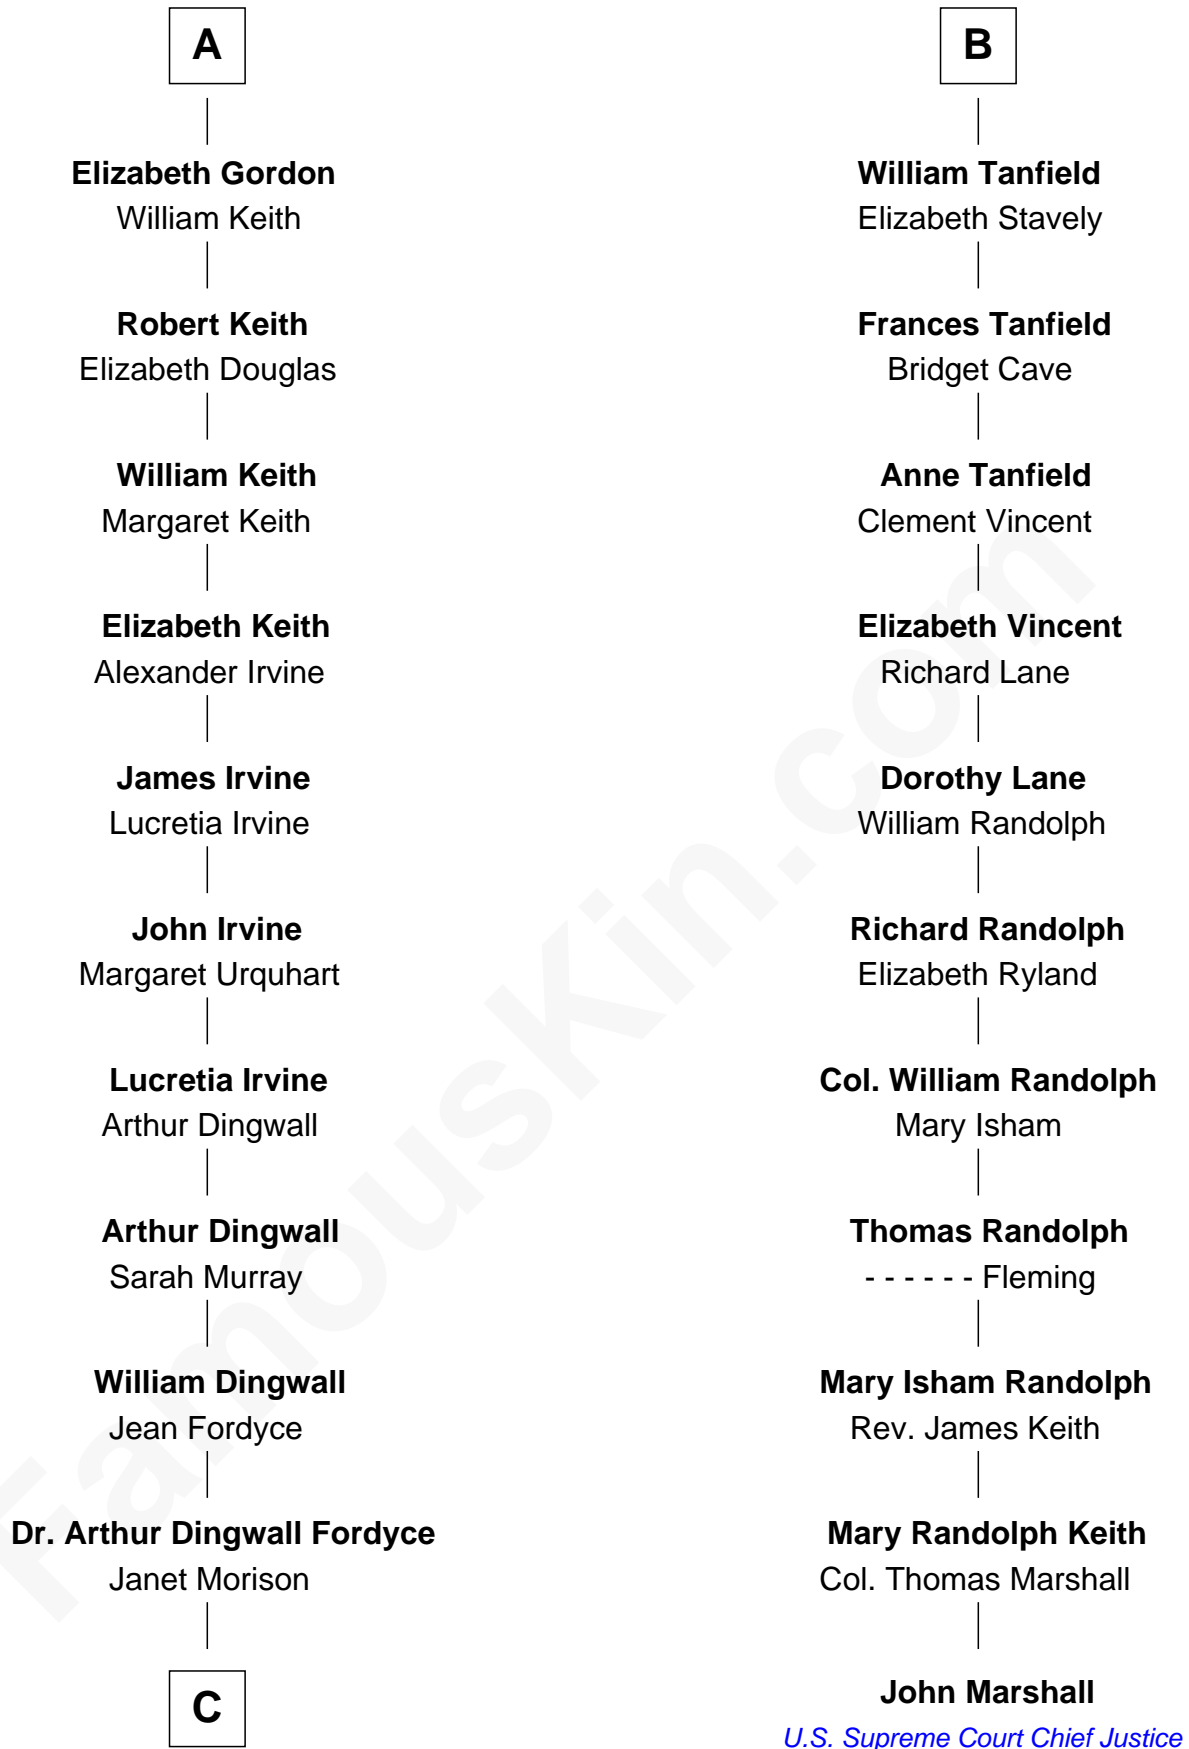 A
Elizabeth Gordon
William Keith
Robert Keith
Elizabeth Douglas
William Keith
Margaret Keith
Elizabeth Keith
Alexander Irvine
James Irvine
Lucretia Irvine
John Irvine
Margaret Urquhart
Lucretia Irvine
Arthur Dingwall
Arthur Dingwall
Sarah Murray
William Dingwall
Jean Fordyce
Dr. Arthur Dingwall Fordyce
Janet Morison
C
B
William Tanfield
Elizabeth Stavely
Frances Tanfield
Bridget Cave
Anne Tanfield
Clement Vincent
Elizabeth Vincent
Richard Lane
Dorothy Lane
William Randolph
Richard Randolph
Elizabeth Ryland
Col. William Randolph
Mary Isham
Thomas Randolph
- - - - - - Fleming
Mary Isham Randolph
Rev. James Keith
Mary Randolph Keith
Col. Thomas Marshall
John Marshall
U.S. Supreme Court Chief Justice
FamousKin.com